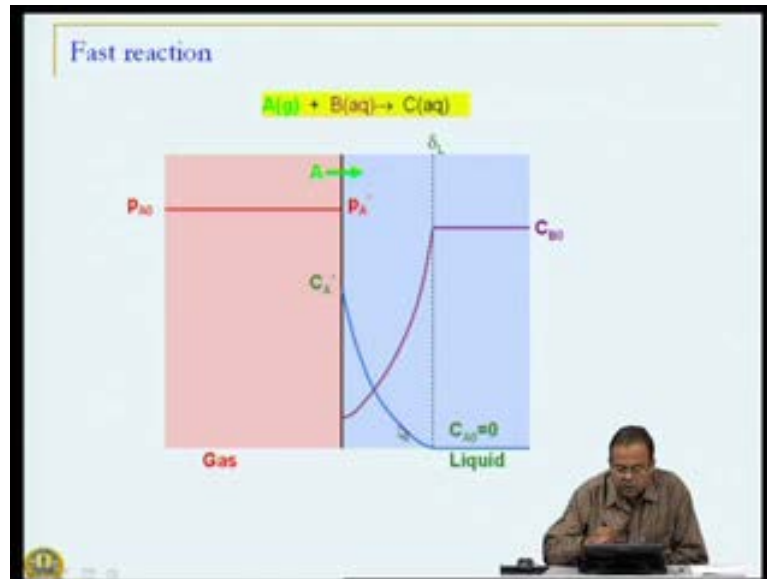 Fast reaction
A(g) + B(aq)→ C(aq)
δL
A
pA0
pA*
CB0
CA*
CA0=0
Gas
Liquid